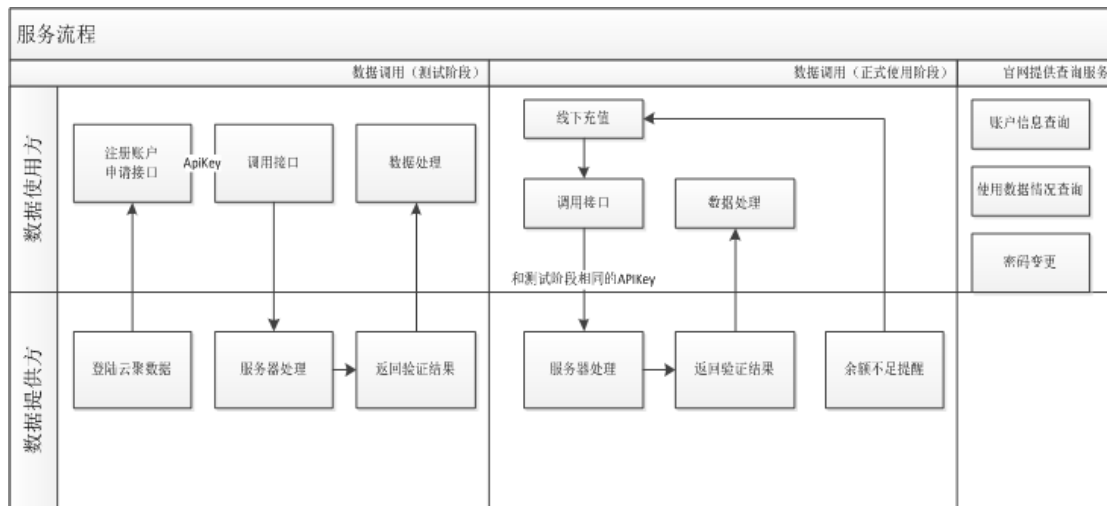 服务流程
数据调用（测试阶段）
数据调用（正式使用阶段）
官网提供查询服务
数据使用方
注册账户
申请接口
ApiKey
调用接口
数据处理
线下充值
调用接口
数据处理
和测试阶段相同的APIKey
账户信息查询
使用数据情况查询
密码变更
数据提供方
登陆云聚数据
服务器处理
返回验证结果
服务器处理
返回验证结果
余额不足提醒